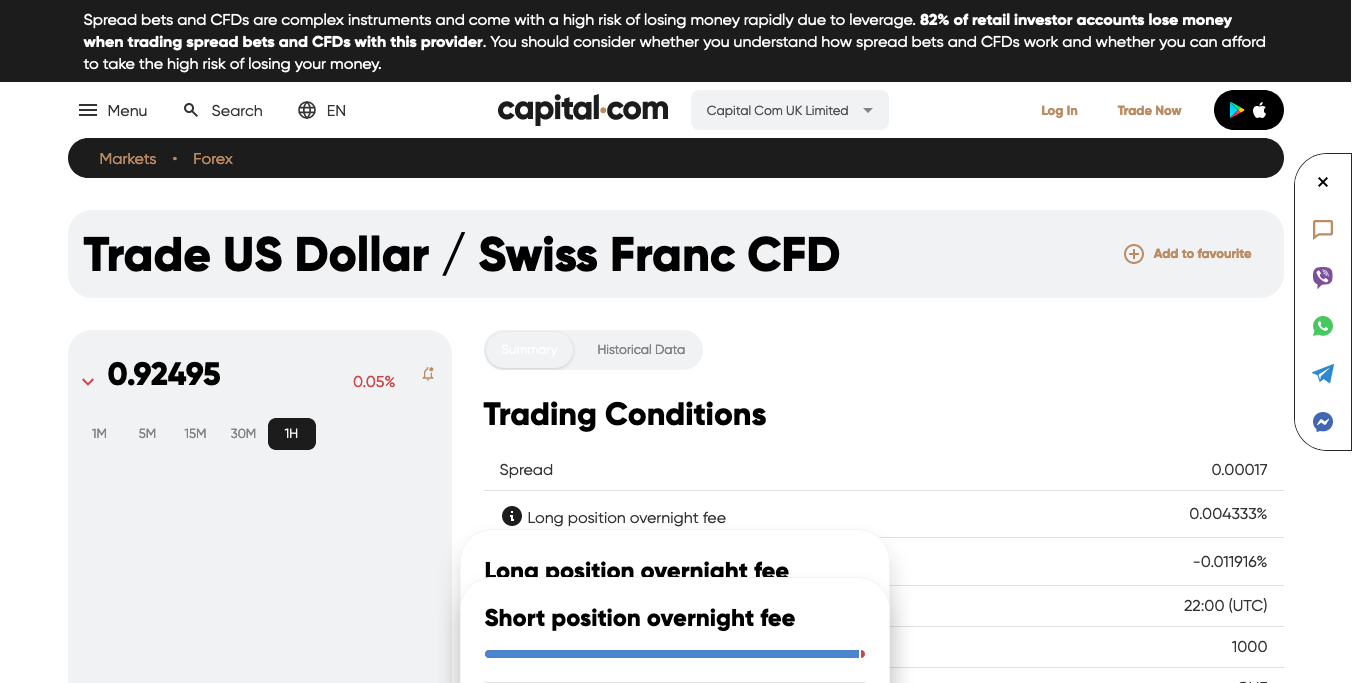 Spread bets and CFDs are complex instruments and come with a high risk of losing money rapidly due to leverage. 82% of retail investor accounts lose money
when trading spread bets and CFDs with this provider. You should consider whether you understand how spread bets and CFDs work and whether you can afford
to take the high risk of losing your money.
Menu Search EN capital.com Capital Com UK Limited Log In Trade Now
Markets • Forex
Trade US Dollar / Swiss Franc CFD Add to favourite
0.92495 0.05%
1M 5M 15M 30M 1H
Summary Historical Data
Trading Conditions
Spread 0.00017
Long position overnight fee 0.004333%
-0.011916%
22:00 (UTC)
1000
Long position overnight fee
Short position overnight fee